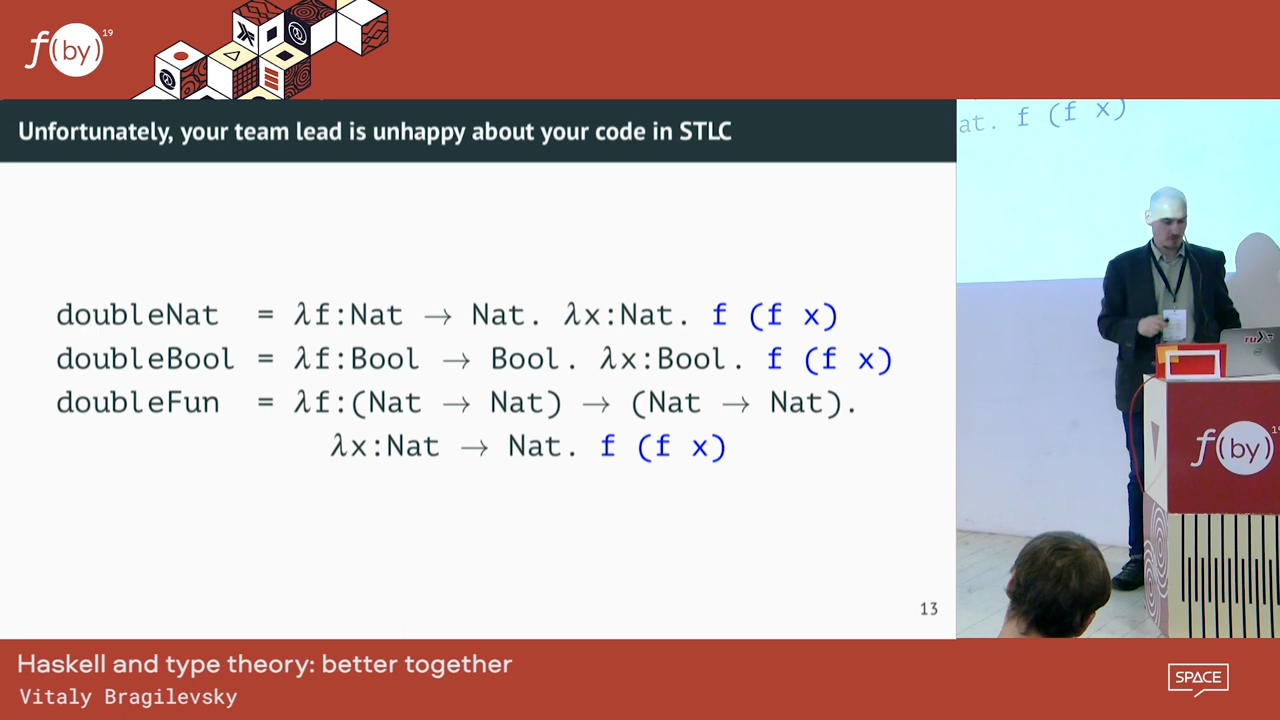 f(by)19
Unfortunately, your team lead is unhappy about your code in STLC
doubleNat = λf:Nat → Nat. λx:Nat. f (f x)
doubleBool = λf:Bool → Bool. λx:Bool. f (f x)
doubleFun = λf:(Nat → Nat) → (Nat → Nat).
λx:Nat → Nat. f (f x)
13
at. f (f x)
f(by)19
Haskell and type theory: better together
Vitaly Bragilevsky
SPACE